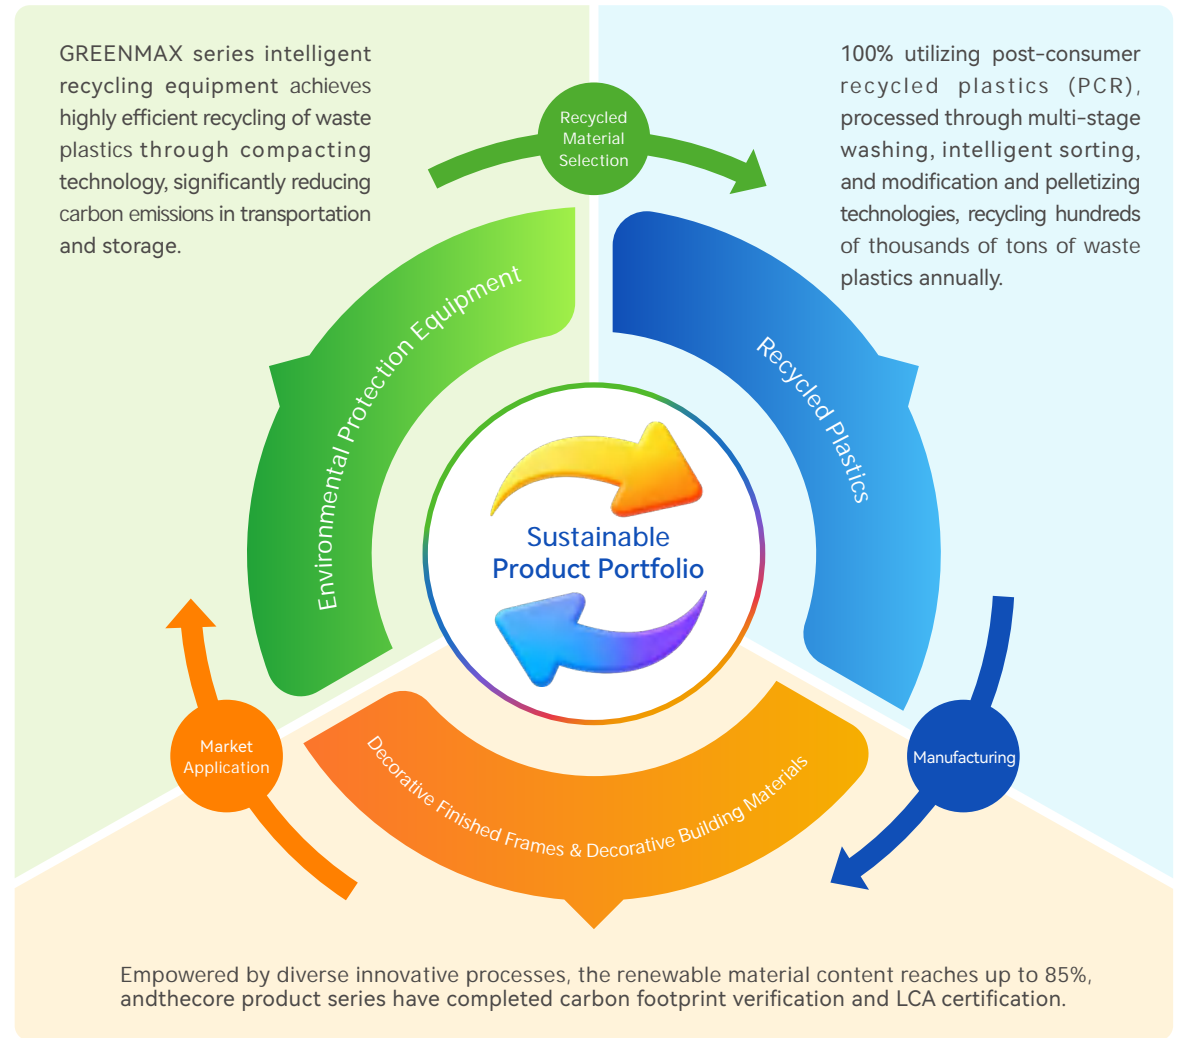 GREENMAX series intelligent
recycling equipment achieves
highly efficient recycling of waste
plastics through compacting
technology, significantly reducing
carbon emissions in transportation
and storage.
100% utilizing post-consumer
recycled plastics (PCR),
processed through multi-stage
washing, intelligent sorting,
and modification and pelletizing
technologies, recycling hundreds
of thousands of tons of waste
plastics annually.
Recycled
Material
Selection
Environmental Protection Equipment
Recycled Plastics
Sustainable
Product Portfolio
Market
Application
Manufacturing
Decorative Finished Frames & Decorative Building Materials
Empowered by diverse innovative processes, the renewable material content reaches up to 85%,
andthecore product series have completed carbon footprint verification and LCA certification.